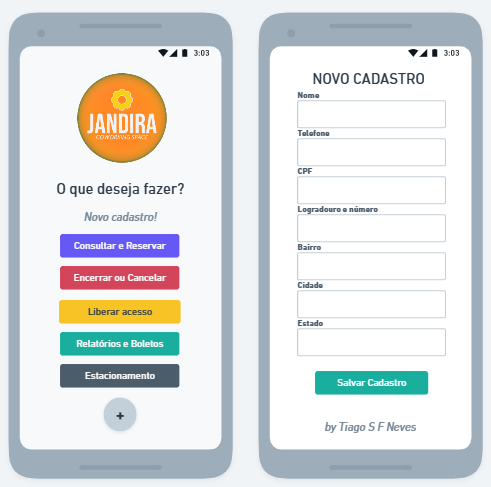 3:03
JANDIRA
COWORKING SPACE
O que deseja fazer?
Novo cadastro!
Consultar e Reservar
Encerrar ou Cancelar
Liberar acesso
Relatórios e Boletos
Estacionamento
+
3:03
NOVO CADASTRO
Nome
Telefone
CPF
Logradouro e número
Bairro
Cidade
Estado
Salvar Cadastro
by Tiago S F Neves